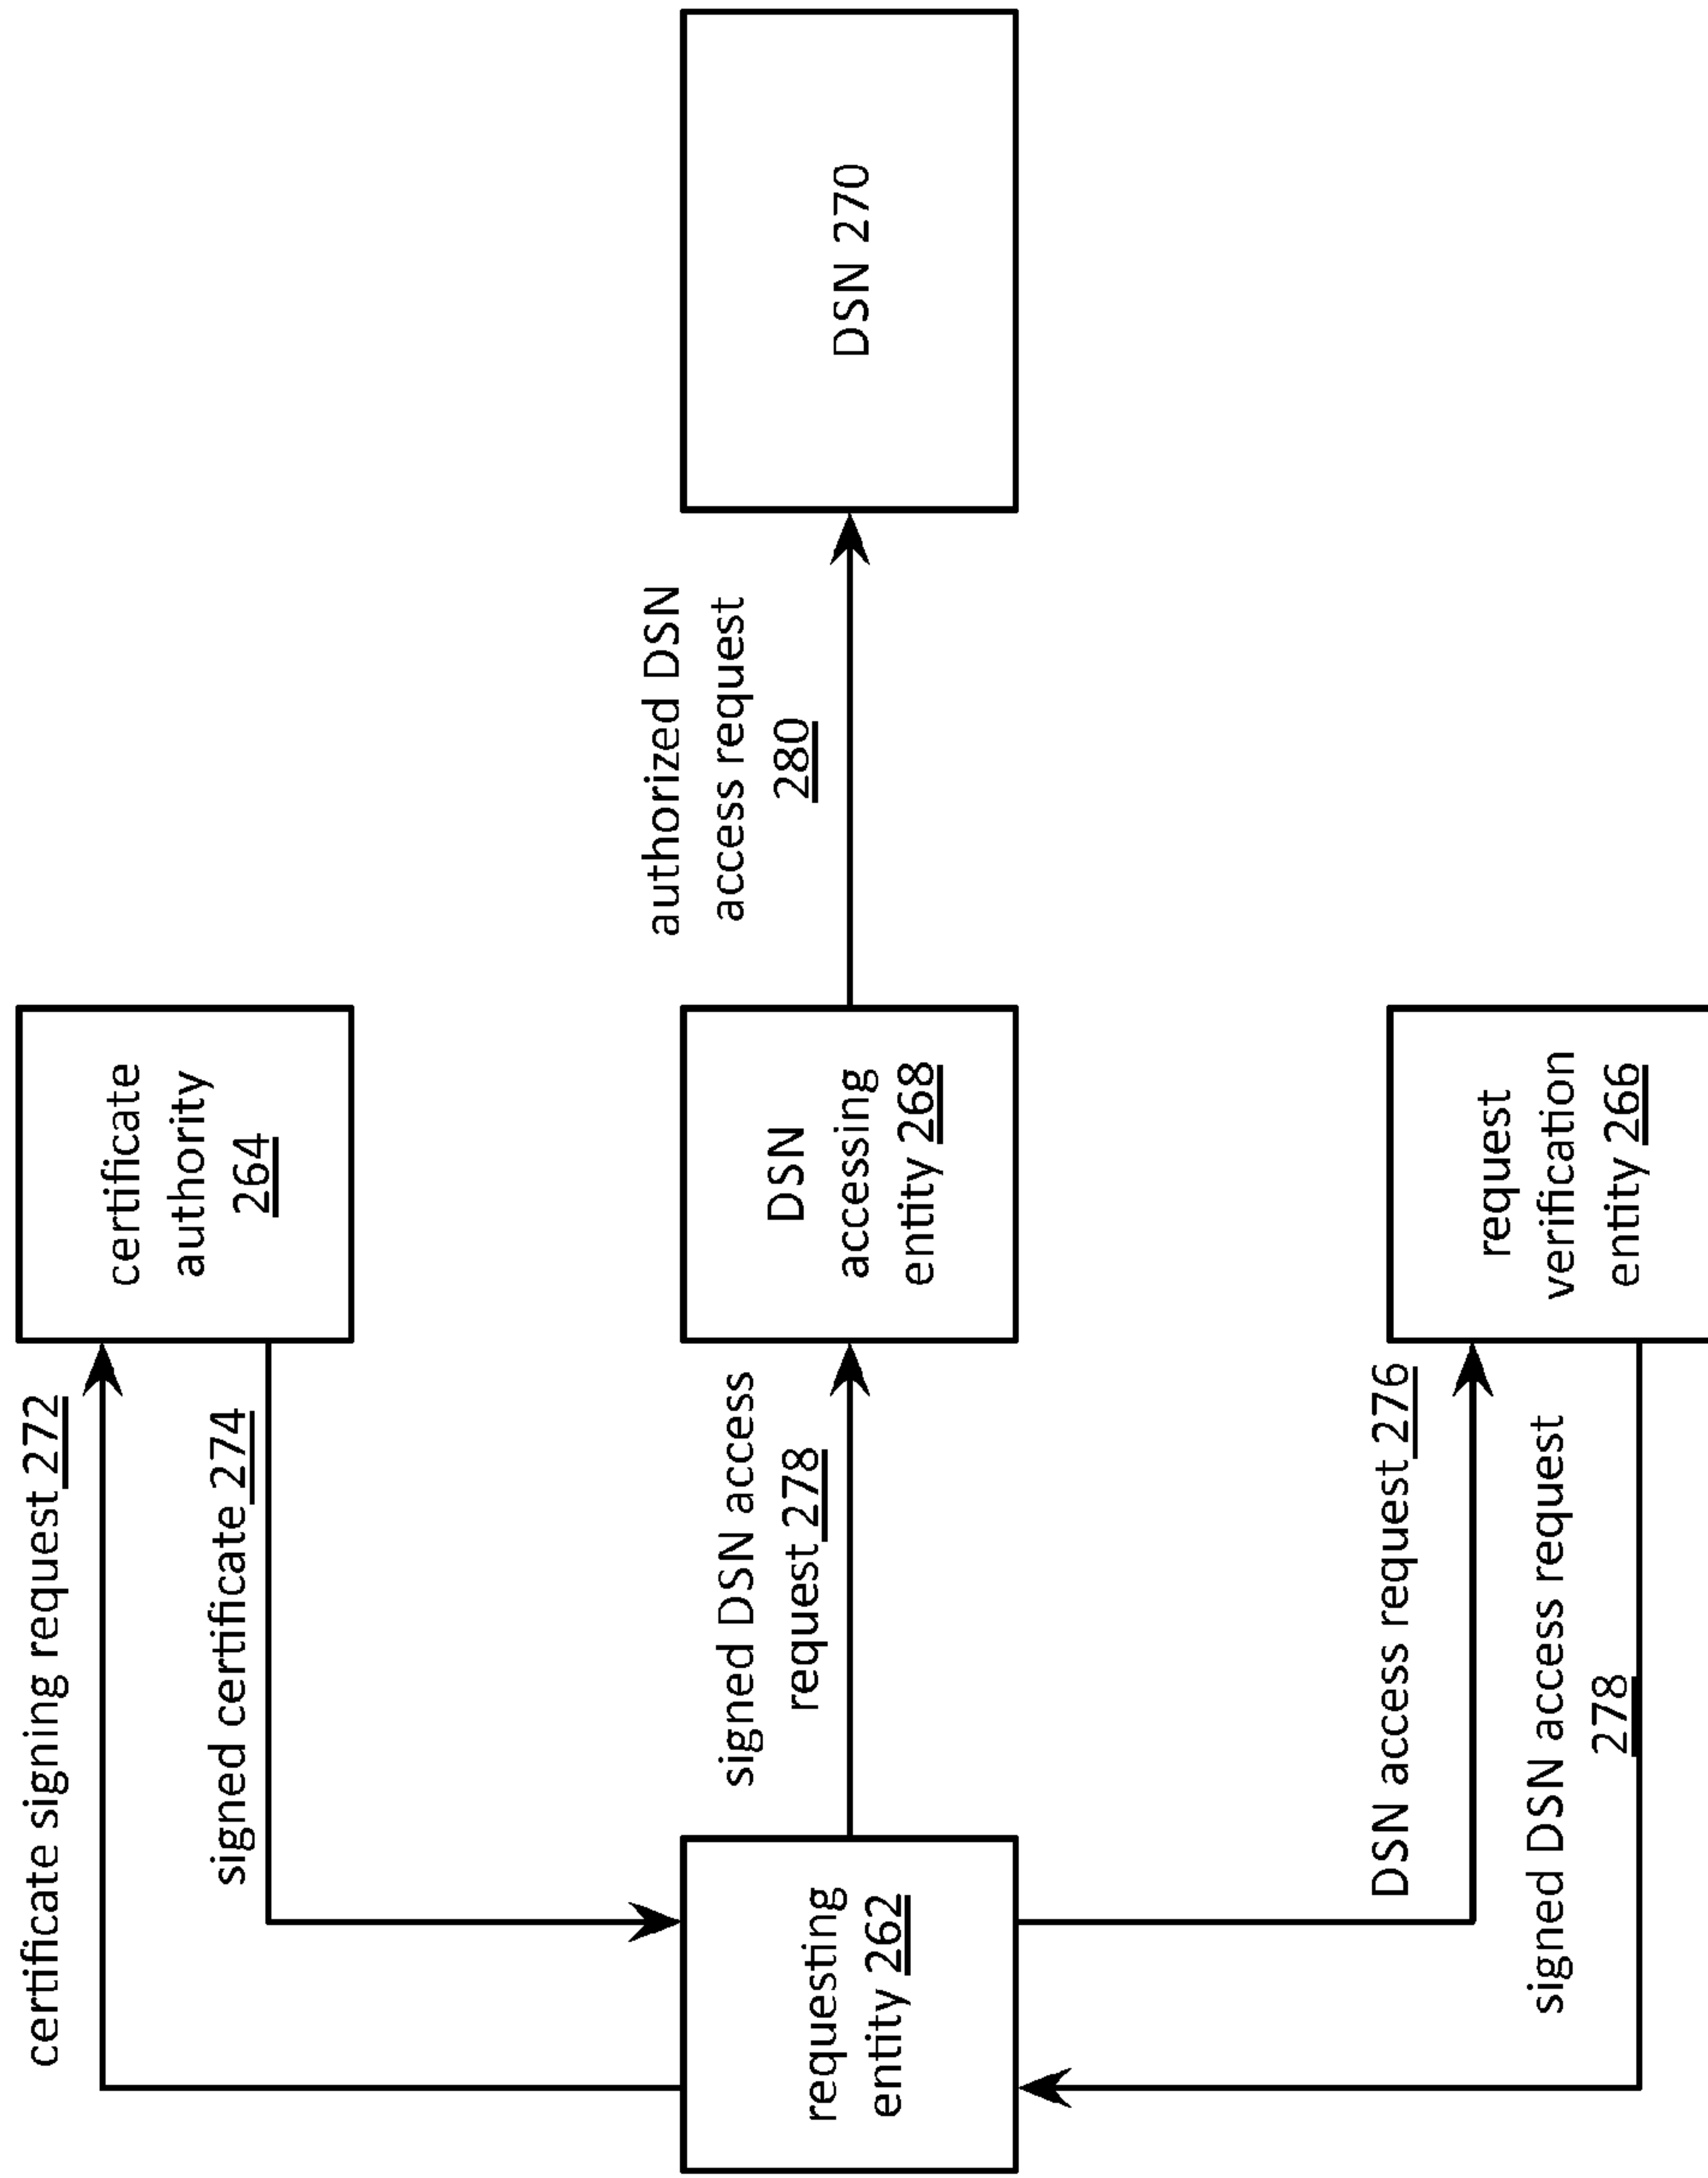 certificate signing request 272
signed certificate 274
certificate
authority
264
requesting
entity 262
signed DSN access
request 278
DSN
accessing
entity 268
authorized DSN
access request
280
DSN 270
DSN access request 276
signed DSN access request
278
request
verification
entity 266